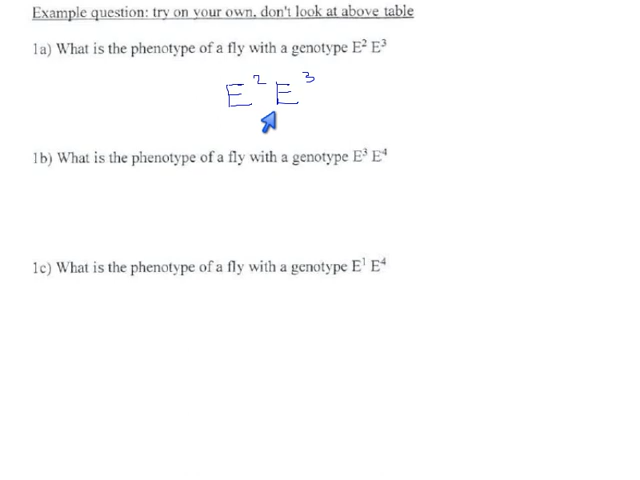 Example question: try on your own, don't look at above table
1a) What is the phenotype of a fly with a genotype E² E³
E² E³
1b) What is the phenotype of a fly with a genotype E³ E⁴
1c) What is the phenotype of a fly with a genotype E¹ E⁴